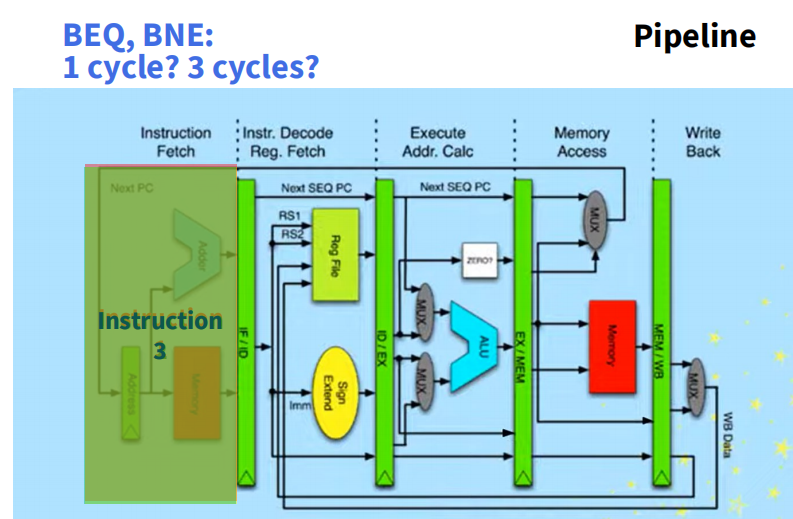 BEQ, BNE:
1 cycle? 3 cycles?
Pipeline
Instruction
Fetch
Instr. Decode
Reg. Fetch
Execute
Addr. Calc
Memory
Access
Write
Back
Next PC
Next SEQ PC
Next SEQ PC
RS1
RS2
Reg File
MUX
Adder
ZERO?
Instruction
3
MUX
ALU
IF / ID
ID / EX
EX / MEM
Memory
MEM / WB
Address
Memory
Sign
Extend
MUX
MUX
Imm
WB Data